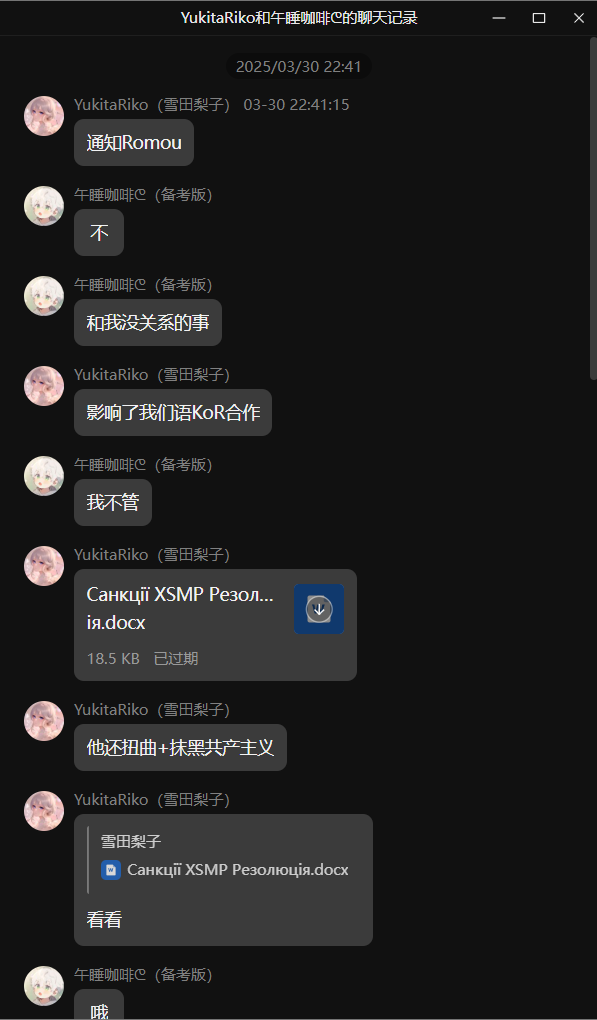 YukitaRiko和午睡咖啡ღ的聊天记录
2025/03/30 22:41
YukitaRiko（雪田梨子） 03-30 22:41:15
通知Romou
午睡咖啡ღ（备考版）
不
午睡咖啡ღ（备考版）
和我没关系的事
YukitaRiko（雪田梨子）
影响了我们语KoR合作
午睡咖啡ღ（备考版）
我不管
YukitaRiko（雪田梨子）
Санкції XSMP Резол...
ія.docx
18.5 KB 已过期
YukitaRiko（雪田梨子）
他还扭曲+抹黑共产主义
YukitaRiko（雪田梨子）
雪田梨子
Санкції XSMP Резолюція.docx
看看
午睡咖啡ღ（备考版）
哦